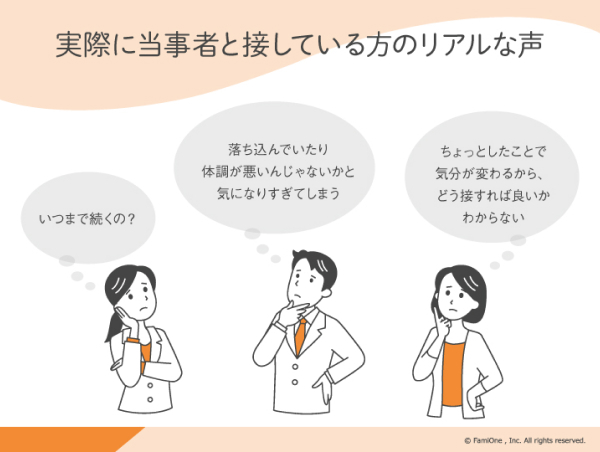 実際に当事者と接している方のリアルな声
いつまで続くの？
落ち込んでいたり
体調が悪いんじゃないかと
気になりすぎてしまう
ちょっとしたことで
気分が変わるから、
どう接すれば良いか
わからない
© FamiOne , Inc. All rights reserved.